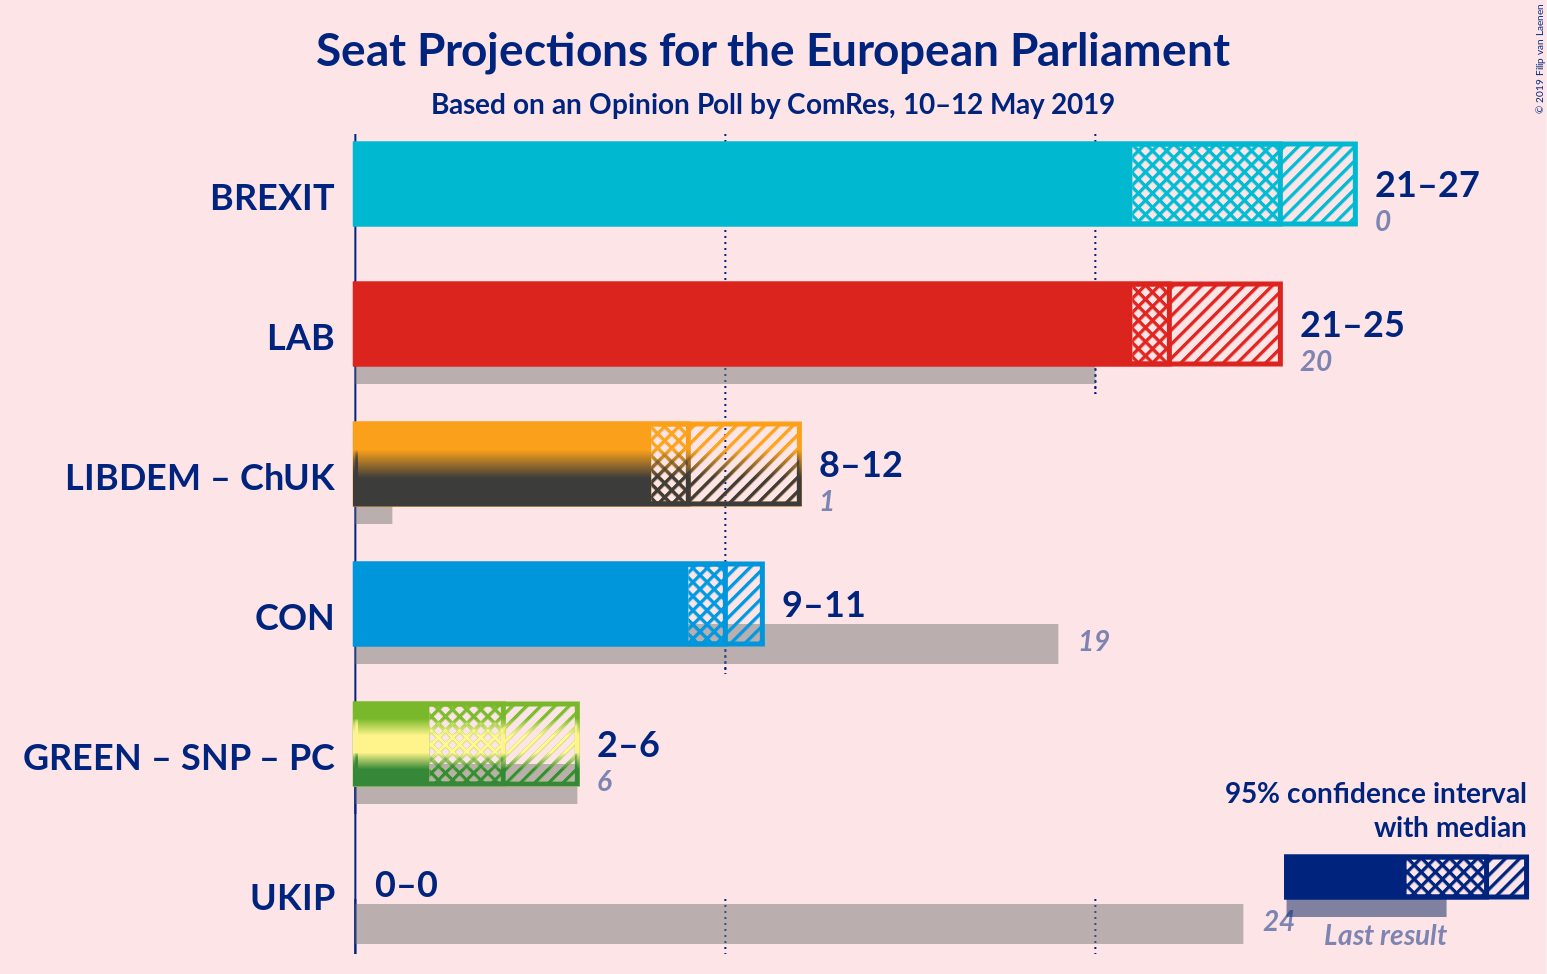 Seat Projections for the European Parliament
Based on an Opinion Poll by ComRes, 10–12 May 2019
© 2019 Filip van Laenen
BREXIT
21–27
0
LAB
21–25
20
LIBDEM – ChUK
8–12
1
CON
9–11
19
GREEN – SNP – PC
2–6
6
95% confidence interval
with median
UKIP
0–0
24
Last result